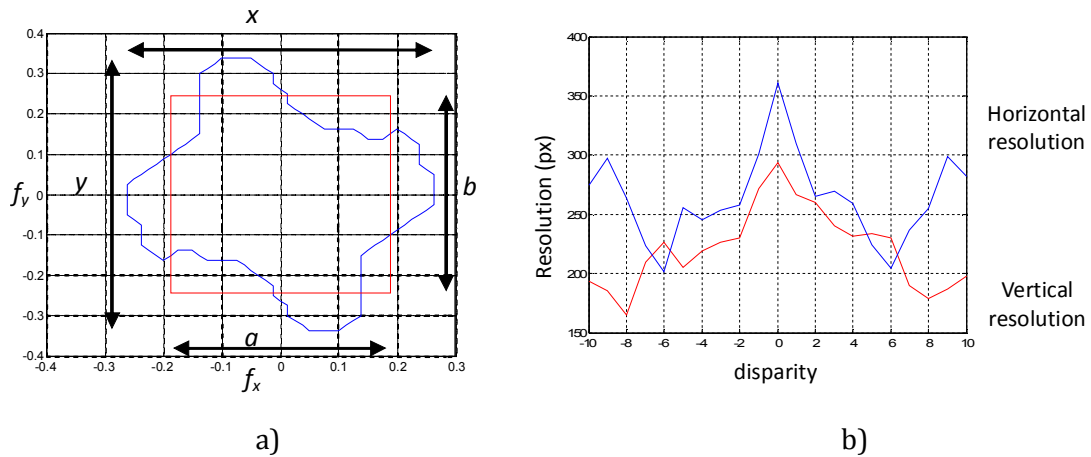 x
0.4
0.3
0.2
0.1
0
-0.1
-0.2
-0.3
-0.4
f_y
y
b
a
-0.4 -0.3 -0.2 -0.1 0 0.1 0.2 0.3
f_x
a)
400
350
300
250
200
150
Resolution (px)
-10 -8 -6 -4 -2 0 2 4 6 8 10
disparity
Horizontal
resolution
Vertical
resolution
b)